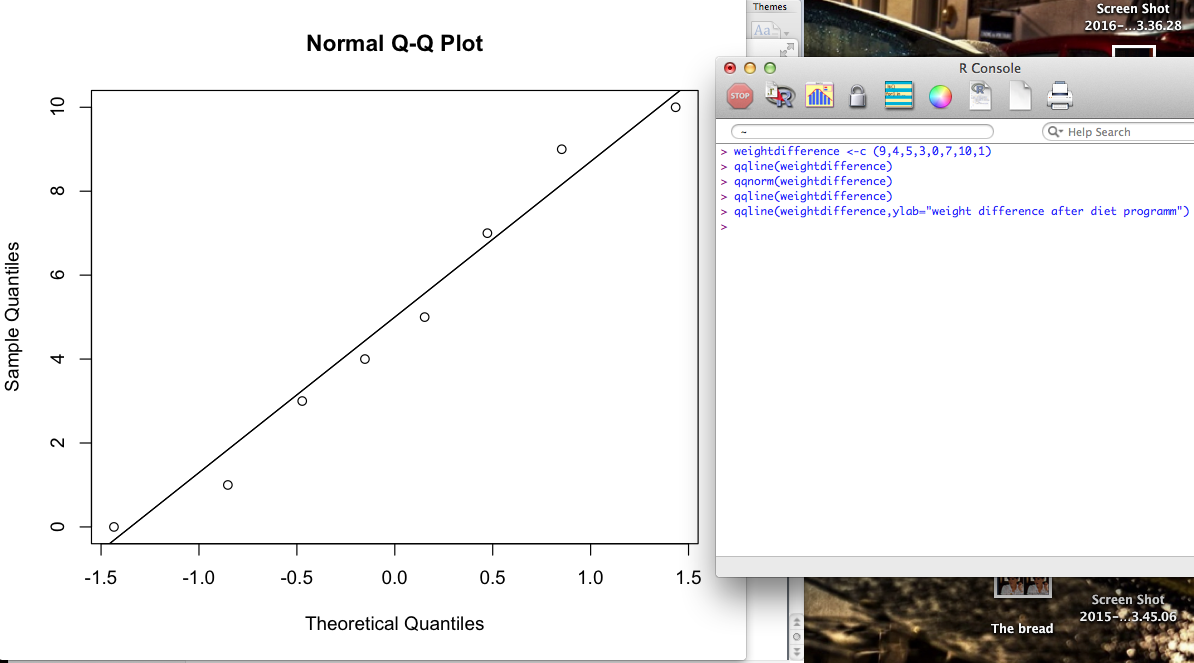 Normal Q-Q Plot
10
8
6
4
2
0
Sample Quantiles
-1.5
-1.0
-0.5
0.0
0.5
1.0
1.5
Theoretical Quantiles
Themes
Aa
Screen Shot
2016-...3.36.28
R Console
STOP
R
R
~
Help Search
> weightdifference <-c (9,4,5,3,0,7,10,1)
> qqline(weightdifference)
> qqnorm(weightdifference)
> qqline(weightdifference)
> qqline(weightdifference,ylab="weight difference after diet programm")
>
The bread
Screen Shot
2015-...3.45.06